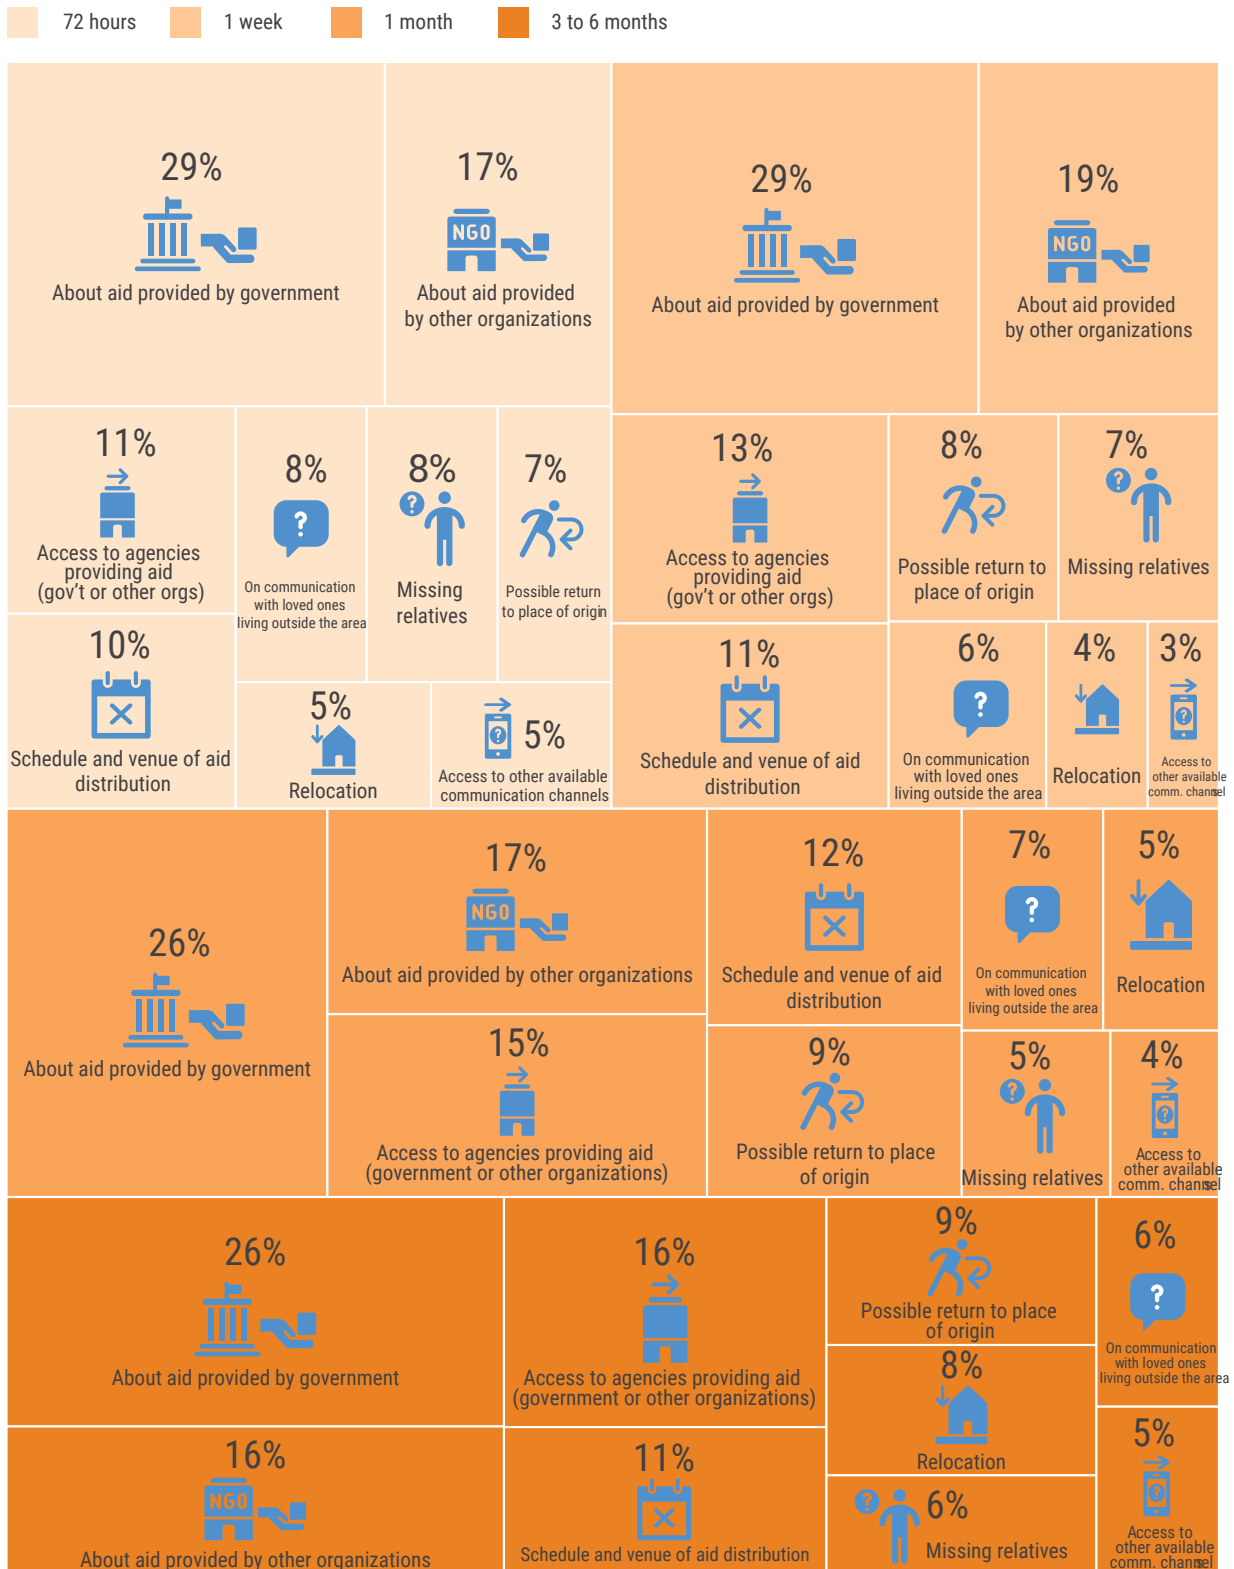 72 hours
1 week
1 month
3 to 6 months
29%
About aid provided by government
17%
NGO
About aid provided
by other organizations
29%
About aid provided by government
19%
NGO
About aid provided
by other organizations
11%
Access to agencies
providing aid
(gov't or other orgs)
8%
?
On communication
with loved ones
living outside the area
8%
?
Missing
relatives
7%
Possible return
to place of origin
13%
Access to agencies
providing aid
(gov't or other orgs)
8%
Possible return to
place of origin
7%
?
Missing relatives
10%
Schedule and venue of aid
distribution
5%
Relocation
?
5%
Access to other available
communication channels
11%
Schedule and venue of aid
distribution
6%
?
On communication
with loved ones
living outside the area
4%
Relocation
3%
?
Access to
other available
comm. channel
26%
About aid provided by government
17%
NGO
About aid provided by other organizations
12%
Schedule and venue of aid
distribution
7%
?
On communication
with loved ones
living outside the area
5%
Relocation
15%
Access to agencies providing aid
(government or other organizations)
9%
Possible return to place
of origin
5%
?
Missing relatives
4%
?
Access to
other available
comm. channel
26%
About aid provided by government
16%
Access to agencies providing aid
(government or other organizations)
9%
Possible return to place
of origin
6%
?
On communication
with loved ones
living outside the area
8%
Relocation
16%
NGO
About aid provided by other organizations
11%
Schedule and venue of aid distribution
?
6%
Missing relatives
5%
?
Access to
other available
comm. channel